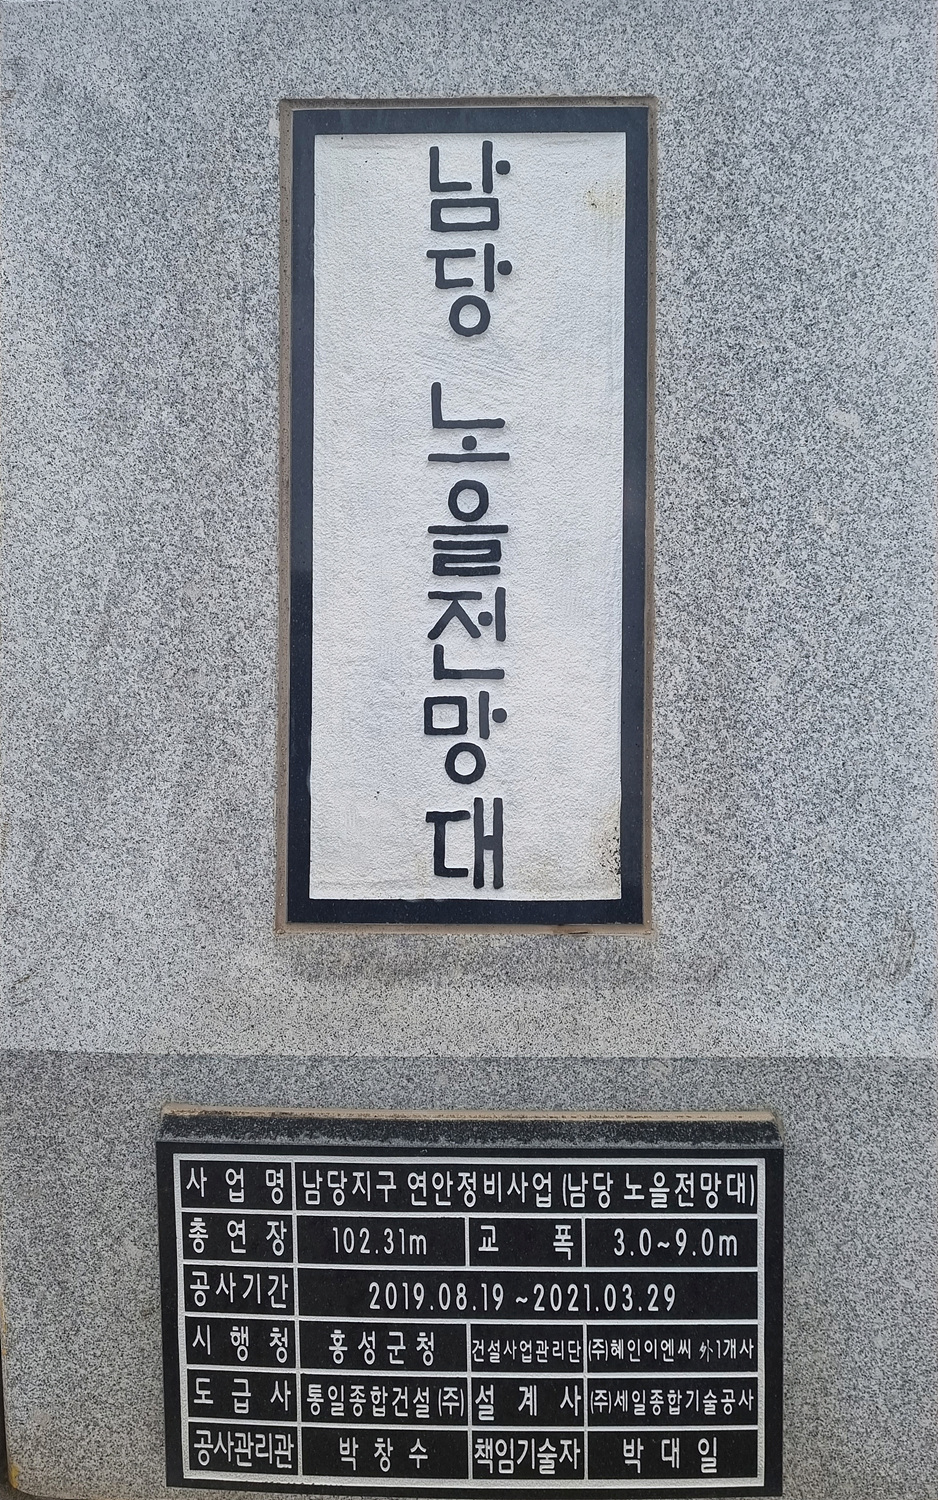 남당 노을전망대
사업명 남당지구 연안정비사업 (남당 노을전망대)
총연장 102.31m 교폭 3.0~9.0m
공사기간 2019.08.19 ~2021.03.29
시행청 홍성군청 건설사업관리단 (주)혜인이엔씨 外1개사
도급사 통일종합건설 (주) 설계사 (주)세일종합기술공사
공사관리관 박창수 책임기술자 박대일